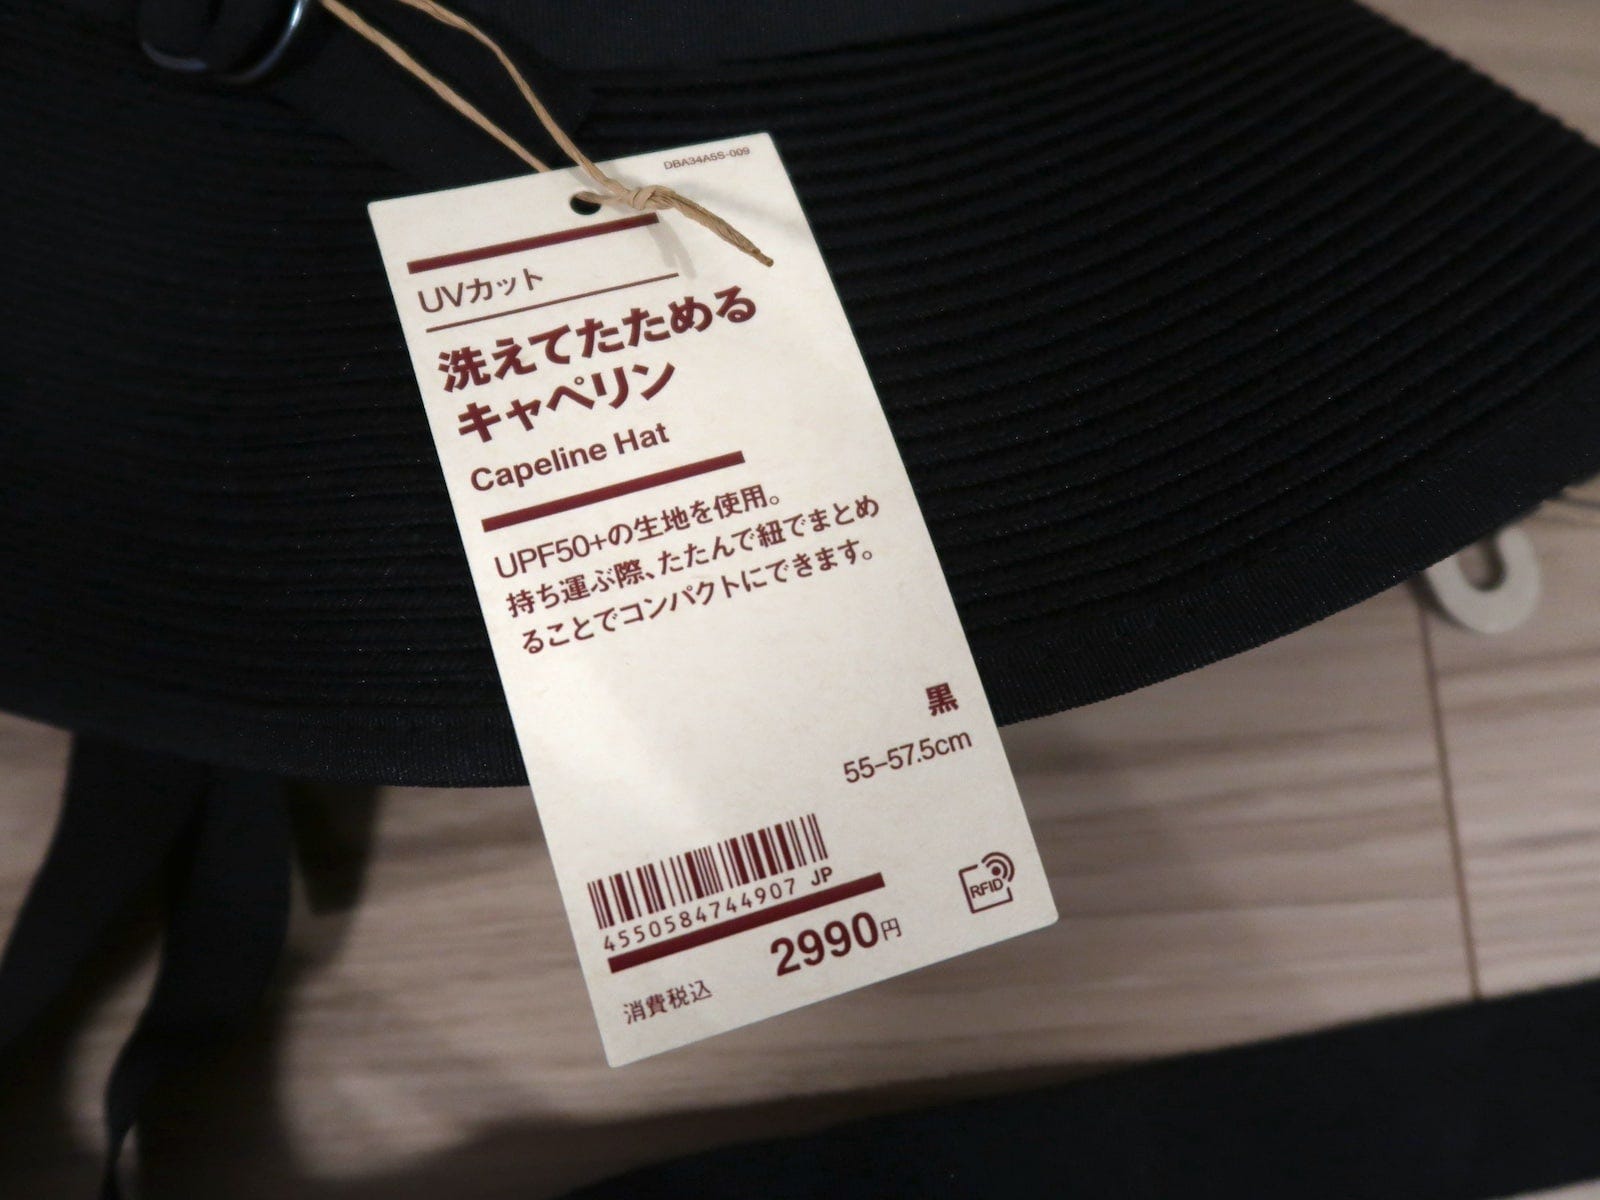 DBA34A5S-009
UVカット
洗えてたためる
キャペリン
Capeline Hat
UPF50+の生地を使用。
持ち運ぶ際、たたんで紐でまとめ
ることでコンパクトにできます。
黒
55-57.5cm
4550584744907 JP
RFID
2990円
消費税込